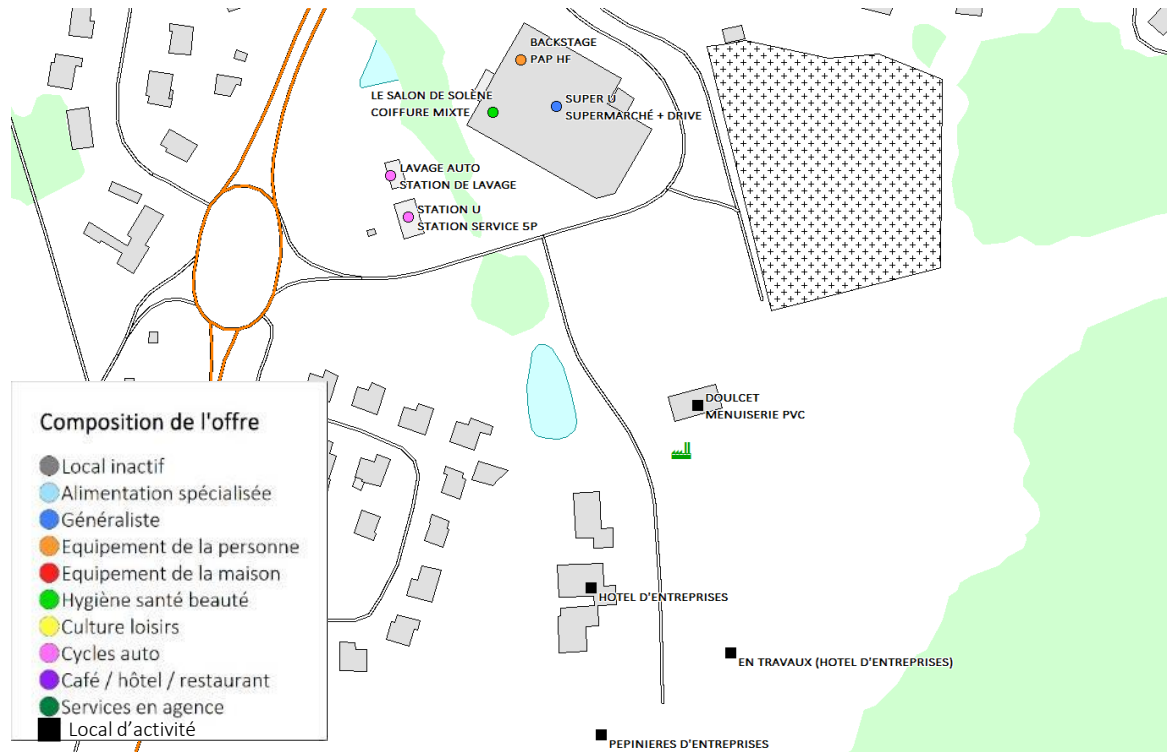 BACKSTAGE
PAP HF
LE SALON DE SOLÈNE
COIFFURE MIXTE
SUPER U
SUPERMARCHÉ + DRIVE
LAVAGE AUTO
STATION DE LAVAGE
STATION U
STATION SERVICE 5P
DOULCET
MENUISERIE PVC
HOTEL D'ENTREPRISES
EN TRAVAUX (HOTEL D'ENTREPRISES)
PEPINIERES D'ENTREPRISES
Composition de l'offre
Local inactif
Alimentation spécialisée
Généraliste
Equipement de la personne
Equipement de la maison
Hygiène santé beauté
Culture loisirs
Cycles auto
Café / hôtel / restaurant
Services en agence
Local d'activité